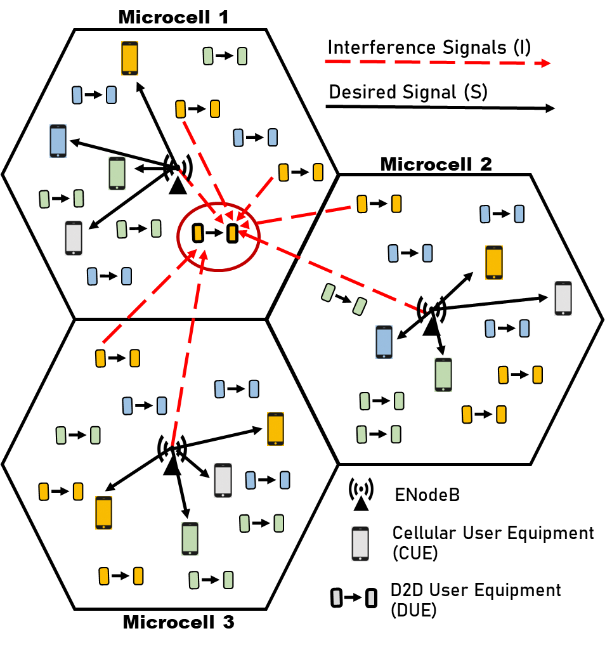 Microcell 1
Interference Signals (I)
Desired Signal (S)
Microcell 2
ENodeB
Cellular User Equipment
(CUE)
D2D User Equipment
(DUE)
Microcell 3